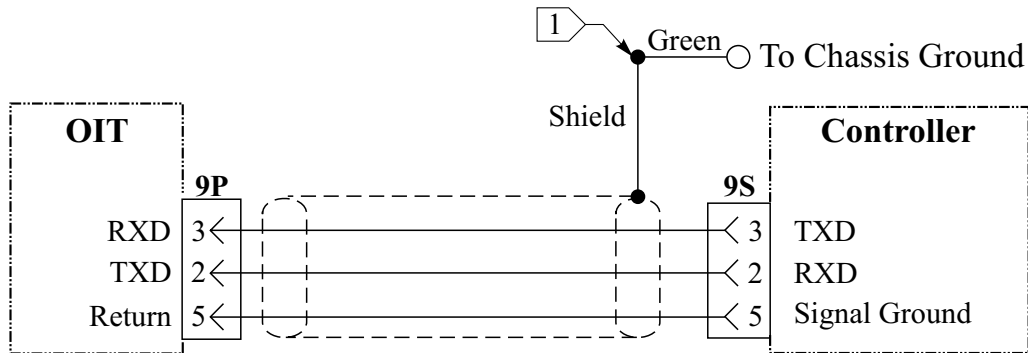 1
Green
To Chassis Ground
Shield
OIT
Controller
9P
9S
RXD 3
3 TXD
TXD 2
2 RXD
Return 5
5 Signal Ground